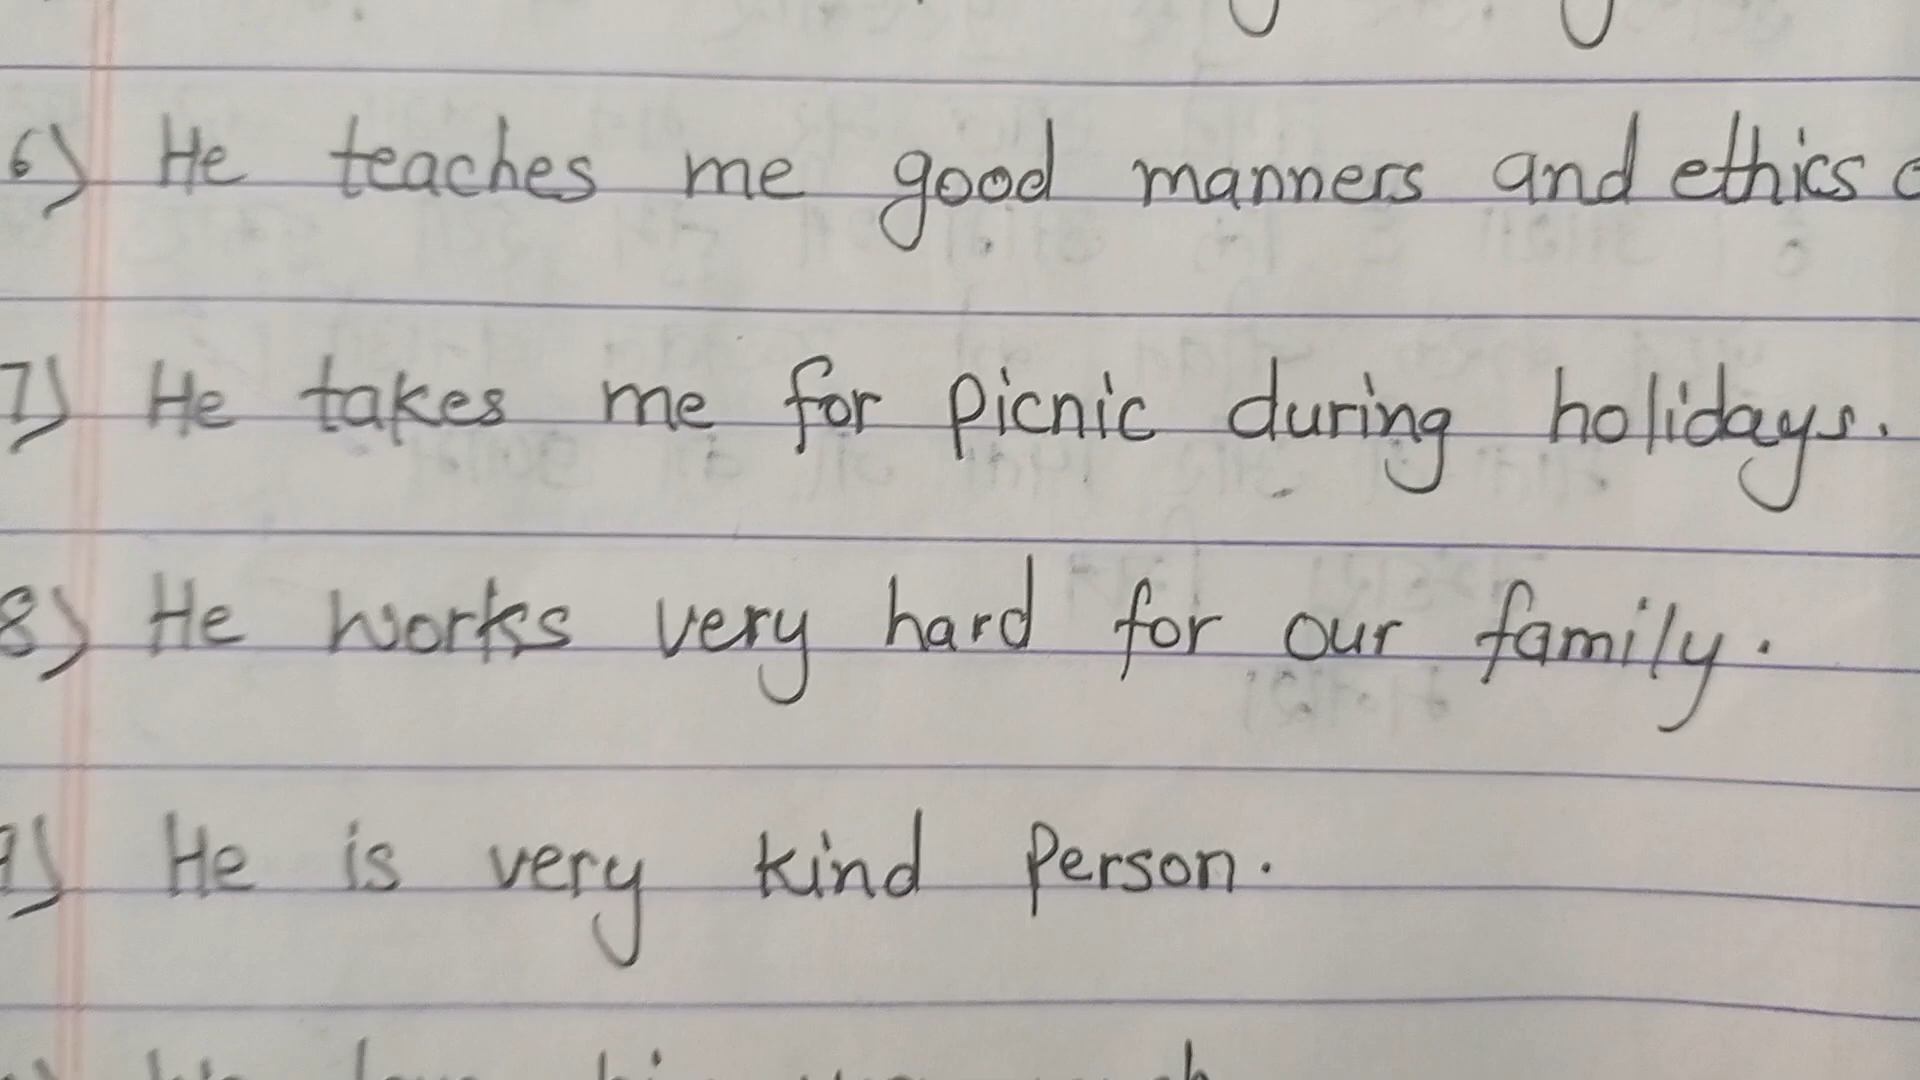 6) He teaches me good manners and ethics
7) He takes me for picnic during holidays.
8) He works very hard for our family.
9) He is very kind person.